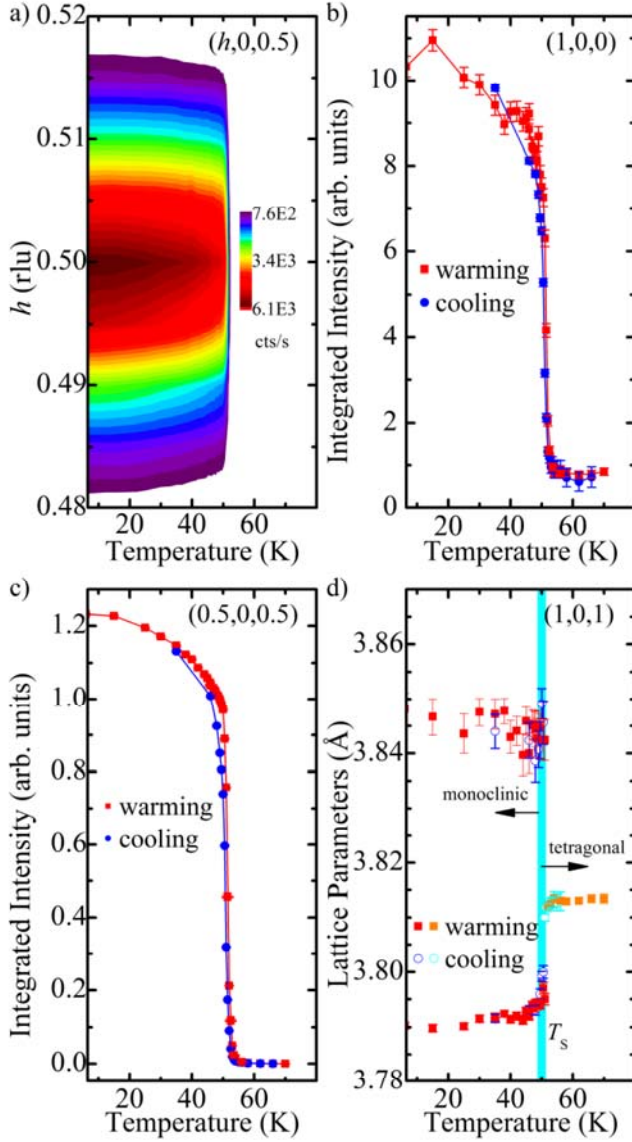 a)
(h,0,0.5)
0.52
0.51
0.50
0.49
0.48
h (rlu)
7.6E2
3.4E3
6.1E3
cts/s
20 40 60
Temperature (K)
b)
(1,0,0)
10
8
6
4
2
0
Integrated Intensity (arb. units)
warming
cooling
20 40 60
Temperature (K)
c)
(0.5,0,0.5)
1.2
1.0
0.8
0.6
0.4
0.2
0.0
Integrated Intensity (arb. units)
warming
cooling
20 40 60
Temperature (K)
d)
(1,0,1)
3.86
3.84
3.82
3.80
3.78
Lattice Parameters (Å)
monoclinic
tetragonal
warming
cooling
Ts
20 40 60
Temperature (K)